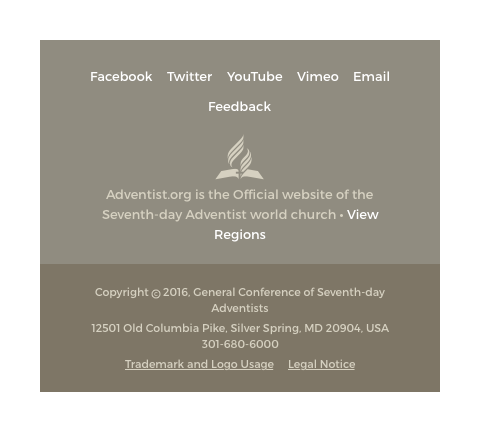 Facebook Twitter YouTube Vimeo Email
Feedback
Adventist.org is the Official website of the
Seventh-day Adventist world church • View
Regions
Copyright © 2016, General Conference of Seventh-day
Adventists
12501 Old Columbia Pike, Silver Spring, MD 20904, USA
301-680-6000
Trademark and Logo Usage Legal Notice